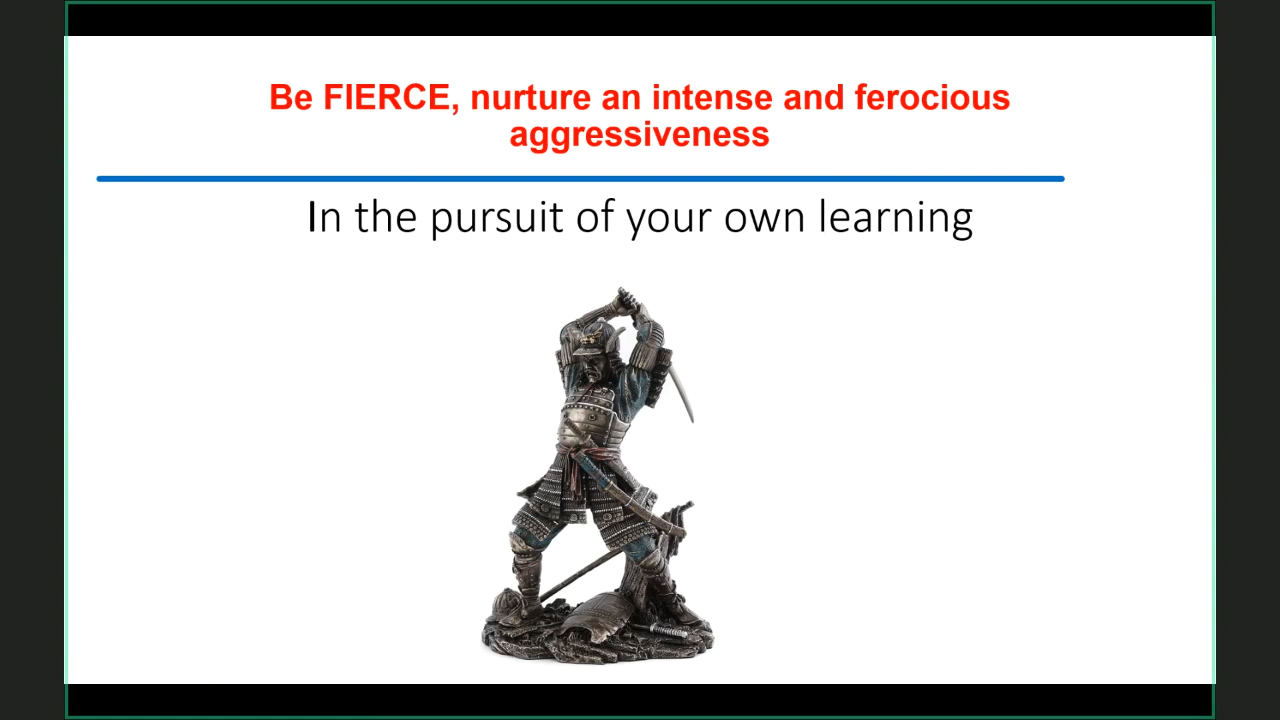 Be FIERCE, nurture an intense and ferocious
aggressiveness
In the pursuit of your own learning